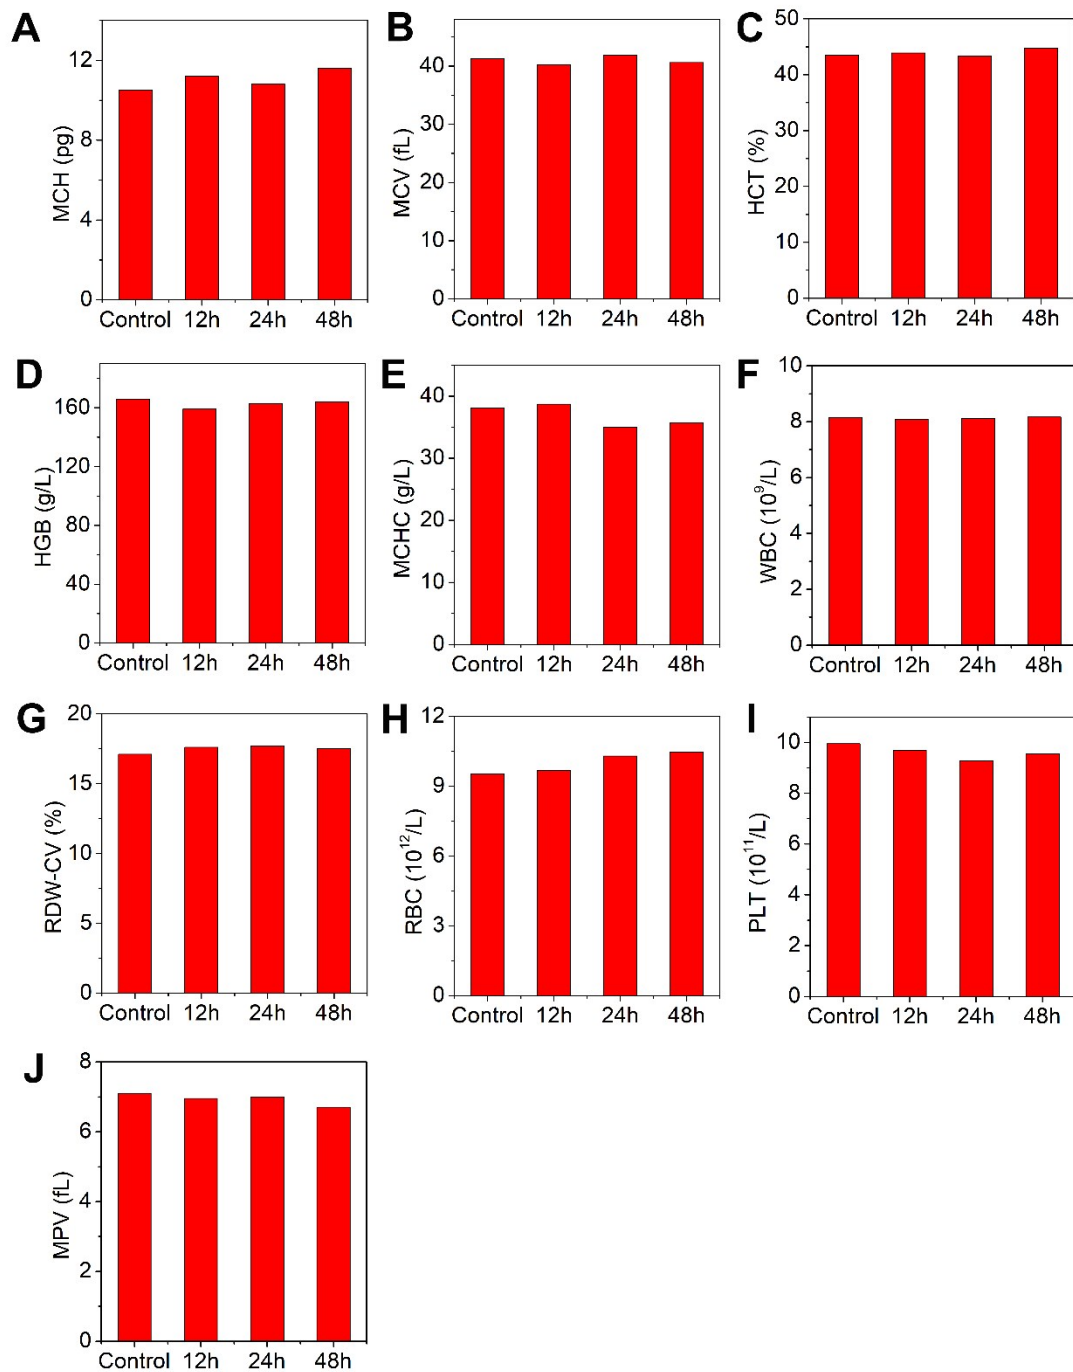 A
MCH (pg)
12
8
4
0
Control 12h 24h 48h
B
MCV (fL)
40
30
20
10
0
Control 12h 24h 48h
C
HCT (%)
50
40
30
20
10
0
Control 12h 24h 48h
D
HGB (g/L)
160
120
80
40
0
Control 12h 24h 48h
E
MCHC (g/L)
40
30
20
10
0
Control 12h 24h 48h
F
WBC (10⁹/L)
10
8
6
4
2
0
Control 12h 24h 48h
G
RDW-CV (%)
20
15
10
5
0
Control 12h 24h 48h
H
RBC (10¹²/L)
12
9
6
3
0
Control 12h 24h 48h
I
PLT (10¹¹/L)
10
8
6
4
2
0
Control 12h 24h 48h
J
MPV (fL)
8
6
4
2
0
Control 12h 24h 48h